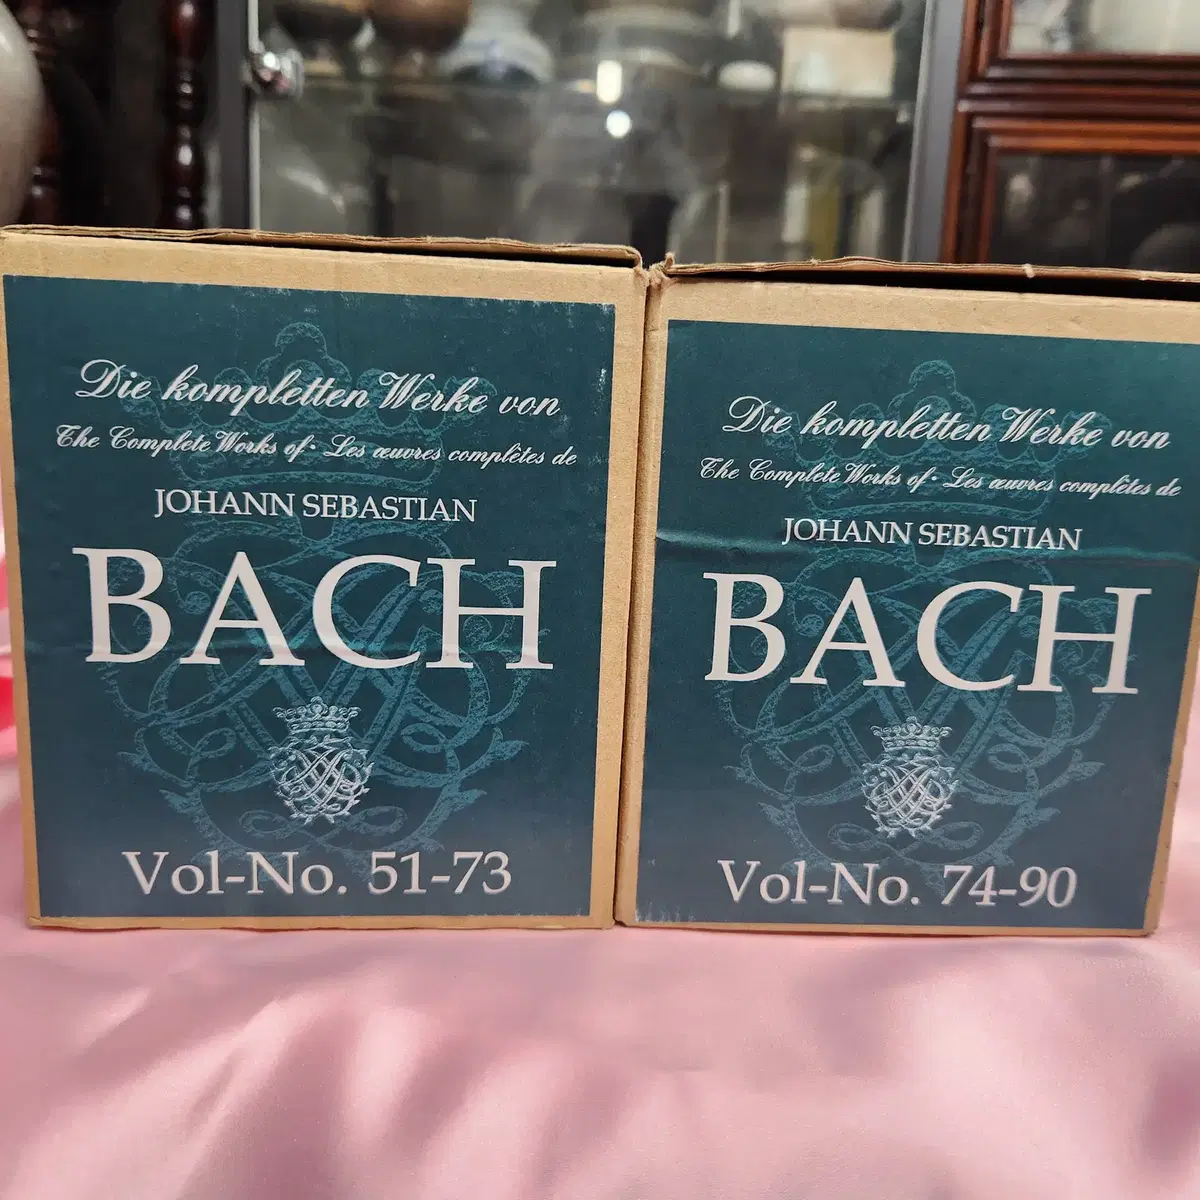 Die kompletten Werke von
The Complete Works of • Les œuvres complètes de
JOHANN SEBASTIAN
BACH
Vol-No. 51-73
Die kompletten Werke von
The Complete Works of • Les œuvres complètes de
JOHANN SEBASTIAN
BACH
Vol-No. 74-90